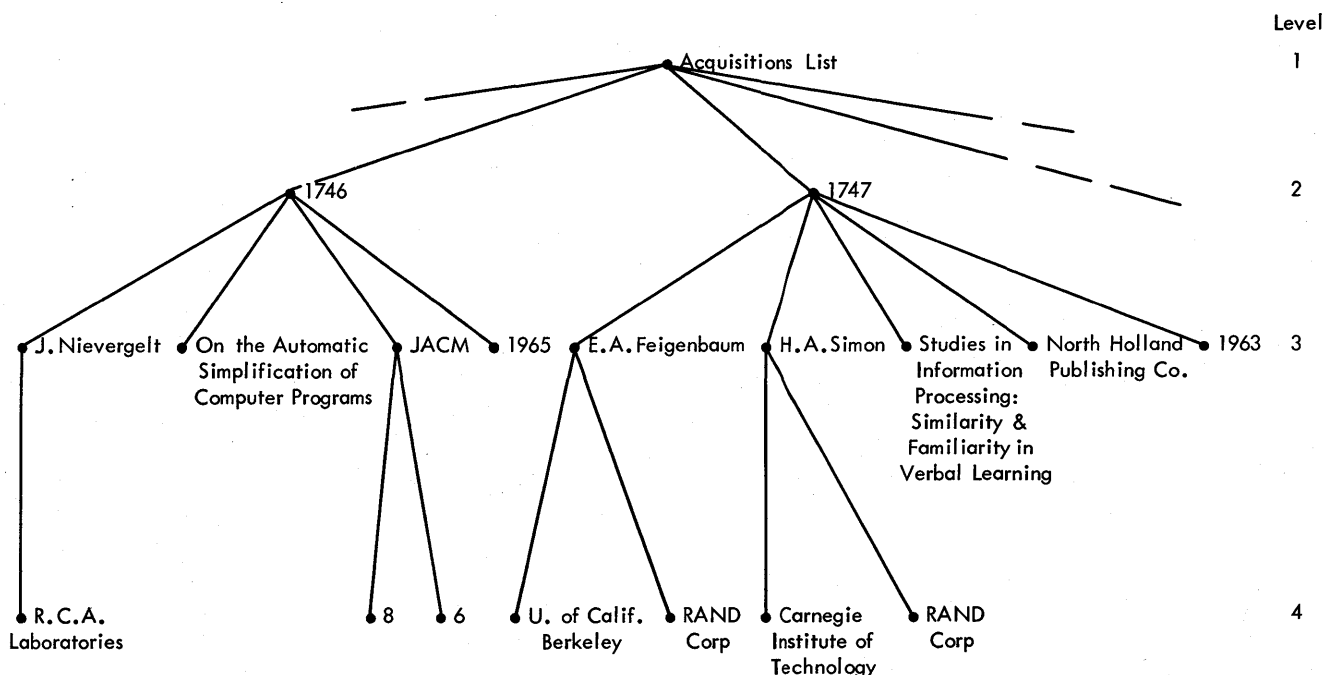 Level
Acquisitions List
1
1746
1747
2
J. Nievergelt
On the Automatic
Simplification of
Computer Programs
JACM
1965
E.A. Feigenbaum
H.A. Simon
Studies in
Information
Processing:
Similarity &
Familiarity in
Verbal Learning
North Holland
Publishing Co.
1963
3
R.C.A.
Laboratories
8
6
U. of Calif.
Berkeley
RAND
Corp
Carnegie
Institute of
Technology
RAND
Corp
4